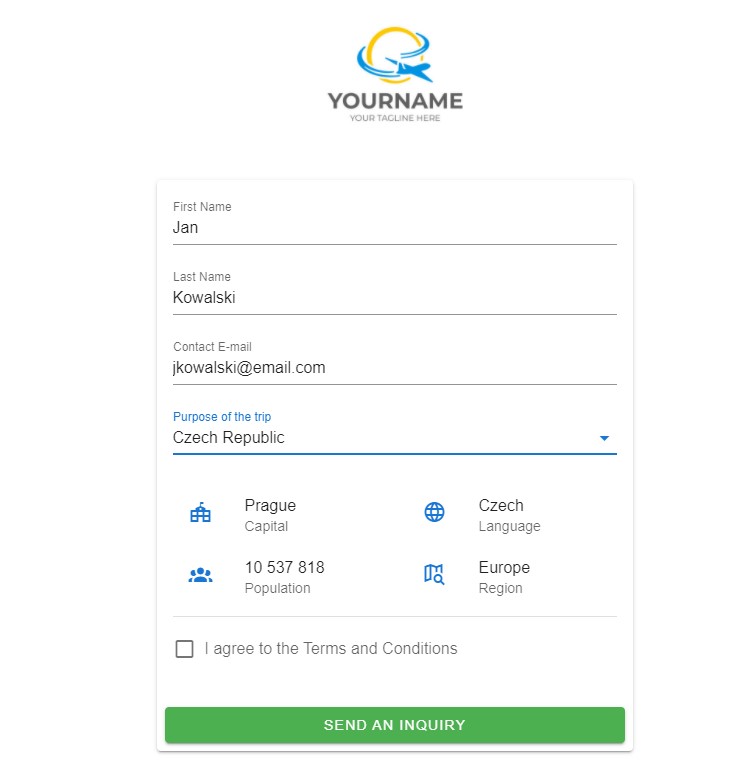 YOURNAME
YOUR TAGLINE HERE
First Name
Jan
Last Name
Kowalski
Contact E-mail
jkowalski@email.com
Purpose of the trip
Czech Republic
Prague
Capital
Czech
Language
10 537 818
Population
Europe
Region
I agree to the Terms and Conditions
SEND AN INQUIRY